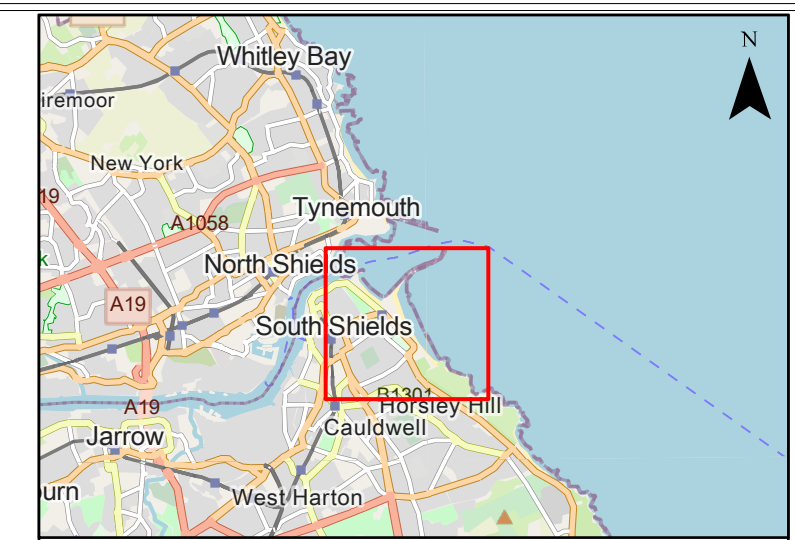 Whitley Bay
N
iremoor
New York
19
A1058
Tynemouth
k
North Shields
A19
South Shields
B1301
Horsley Hill
A19
Cauldwell
Jarrow
urn
West Harton